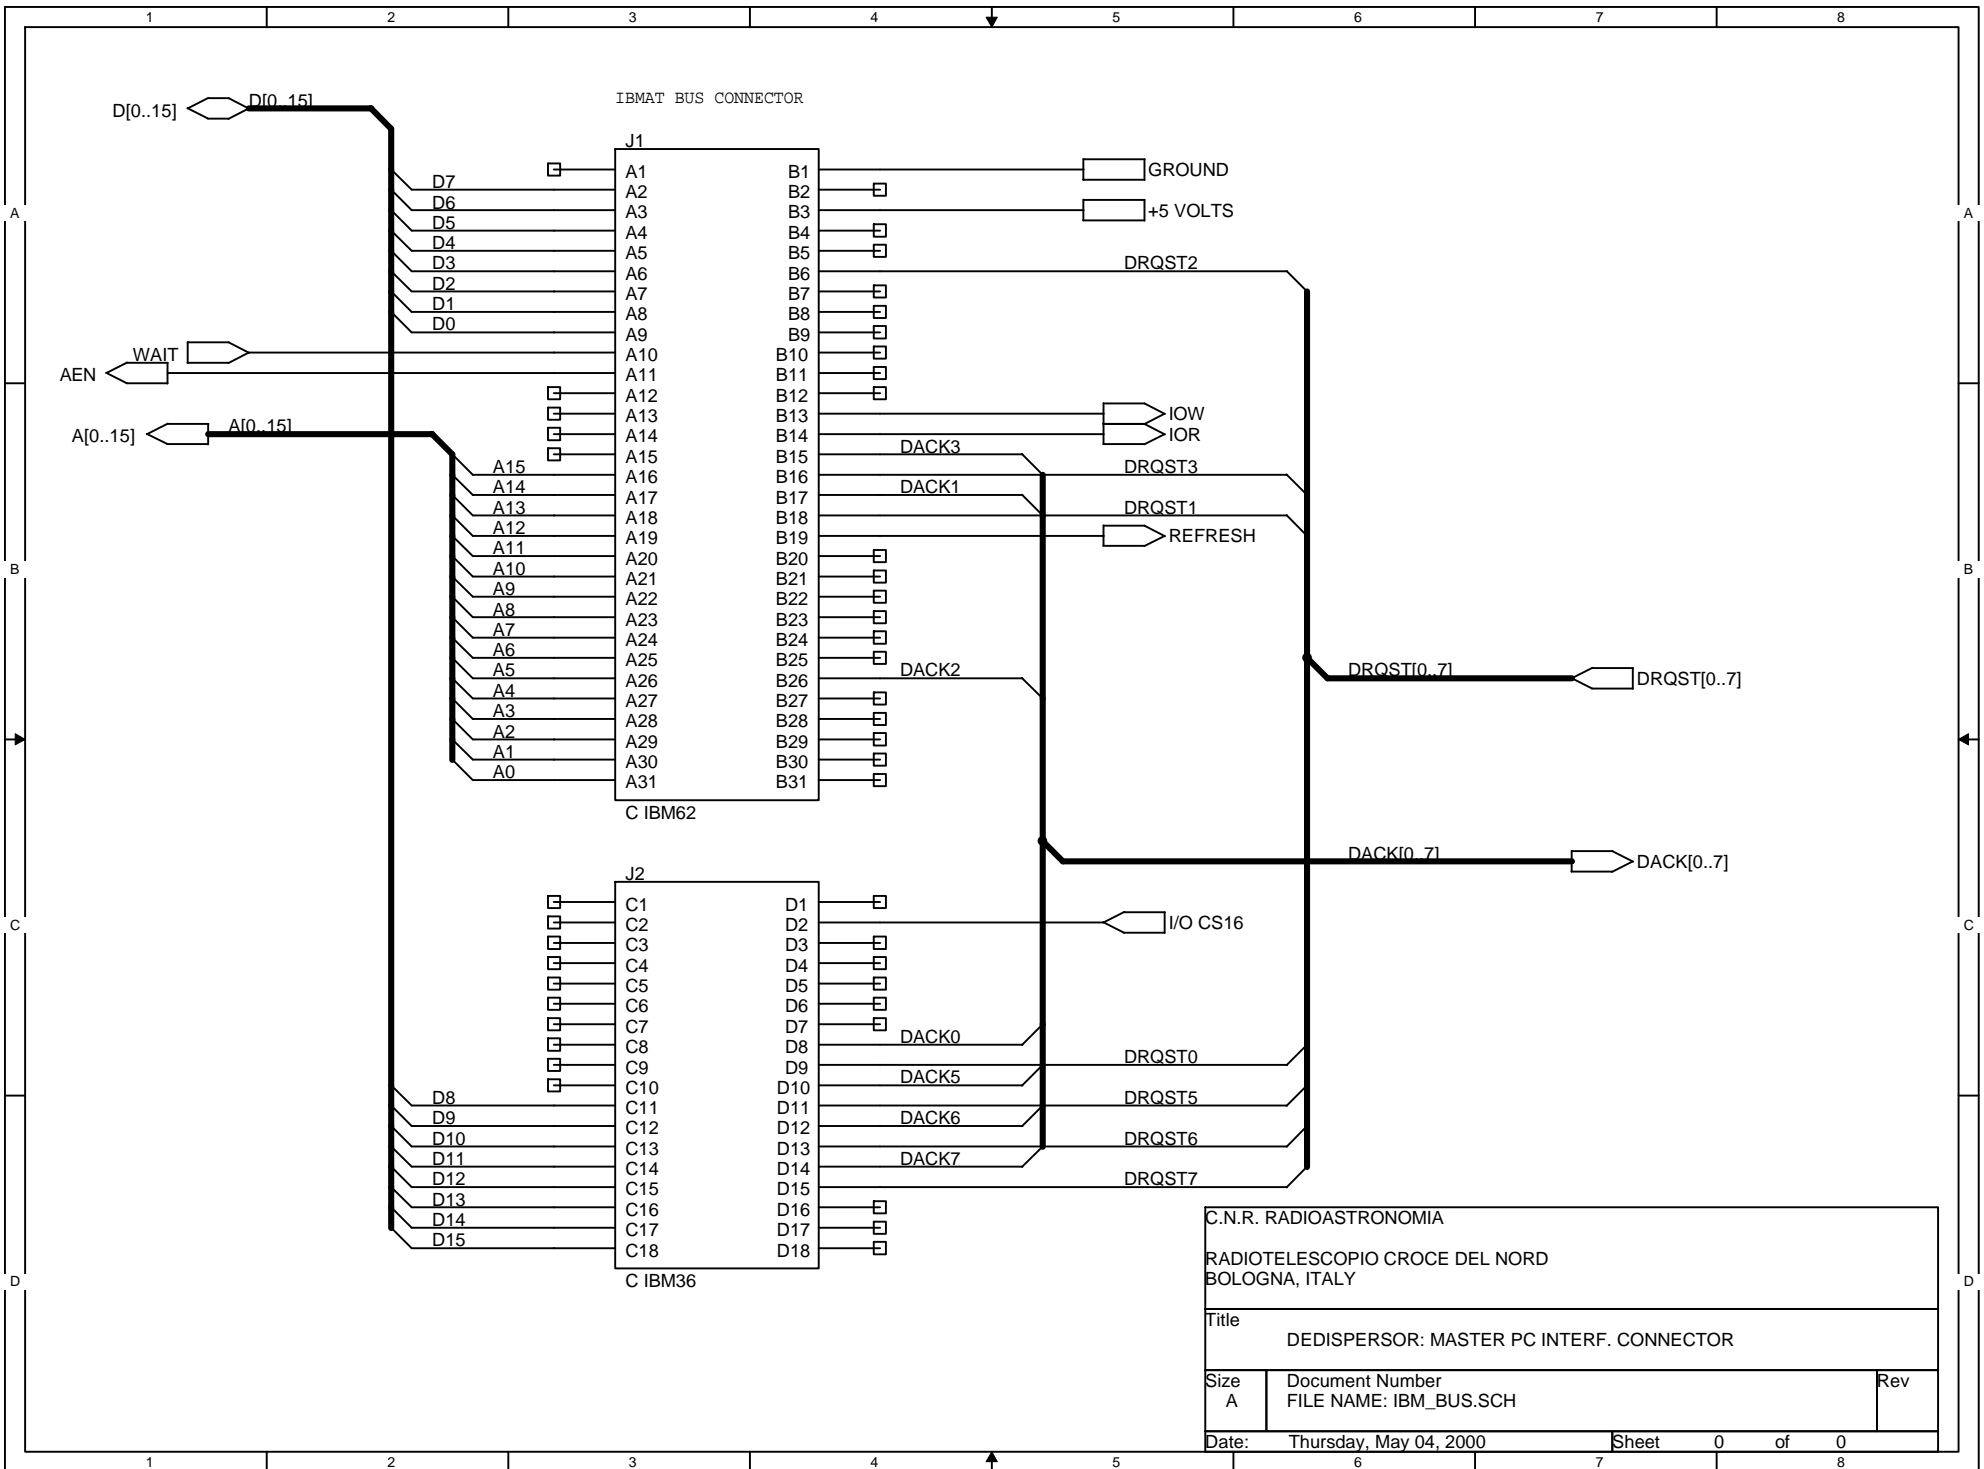 1 2 3 4 5 6 7 8
IBMAT BUS CONNECTOR
D[0..15] D[0..15]
J1
A1 B1 GROUND
D7 A2 B2
D6 A3 B3 +5 VOLTS
A A
D5 A4 B4
D4 A5 B5
D3 A6 B6 DRQST2
D2 A7 B7
D1 A8 B8
D0 A9 B9
WAIT A10 B10
AEN A11 B11
A12 B12
A13 B13 IOW
A[0..15] A[0..15] A14 B14 IOR
A15 B15 DACK3
A15 A16 B16 DRQST3
A14 A17 B17 DACK1
A13 A18 B18 DRQST1
A12 A19 B19 REFRESH
A11 A20 B20
B B
A10 A21 B21
A9 A22 B22
A8 A23 B23
A7 A24 B24
A6 A25 B25
A5 A26 B26 DACK2 DRQST[0..7] DRQST[0..7]
A4 A27 B27
A3 A28 B28
A2 A29 B29
A1 A30 B30
A0 A31 B31
C IBM62
DACK[0..7] DACK[0..7]
J2
C1 D1
C2 D2 I/O CS16
C C
C3 D3
C4 D4
C5 D5
C6 D6
C7 D7
C8 D8 DACK0
C9 D9 DRQST0
C10 D10 DACK5
D8 C11 D11 DRQST5
D9 C12 D12 DACK6
D10 C13 D13 DRQST6
D11 C14 D14 DACK7
D12 C15 D15 DRQST7
D13 C16 D16
D14 C17 D17
D15 C18 D18
C IBM36
D D
C.N.R. RADIOASTRONOMIA
RADIOTELESCOPIO CROCE DEL NORD
BOLOGNA, ITALY
Title
DEDISPERSOR: MASTER PC INTERF. CONNECTOR
Size Document Number Rev
A FILE NAME: IBM_BUS.SCH
Date: Thursday, May 04, 2000 Sheet 0 of 0
1 2 3 4 5 6 7 8